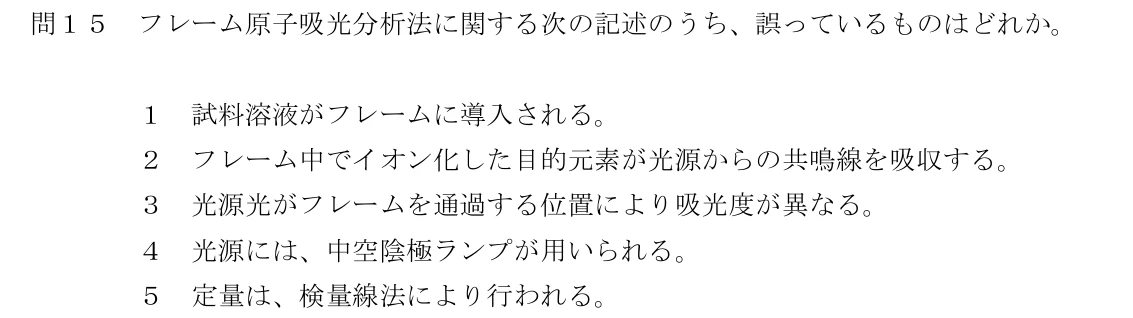 問１５　フレーム原子吸光分析法に関する次の記述のうち、誤っているものはどれか。
１　試料溶液がフレームに導入される。
２　フレーム中でイオン化した目的元素が光源からの共鳴線を吸収する。
３　光源光がフレームを通過する位置により吸光度が異なる。
４　光源には、中空陰極ランプが用いられる。
５　定量は、検量線法により行われる。